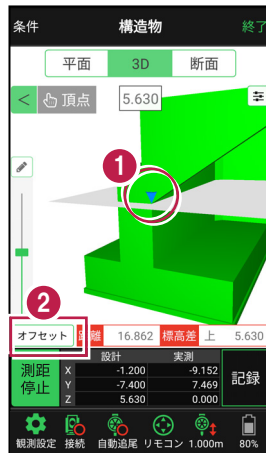 条件 構造物 終了
平面 3D 断面
< 頂点 5.630
1
2
オフセット 離 16.862 標高差 上 5.630
設計 実測
測距停止 X -1.200 -9.152 記録
Y -7.400 7.469
Z 5.630 0.000
観測設定 接続 自動追尾 リモコン 1.000m 80%